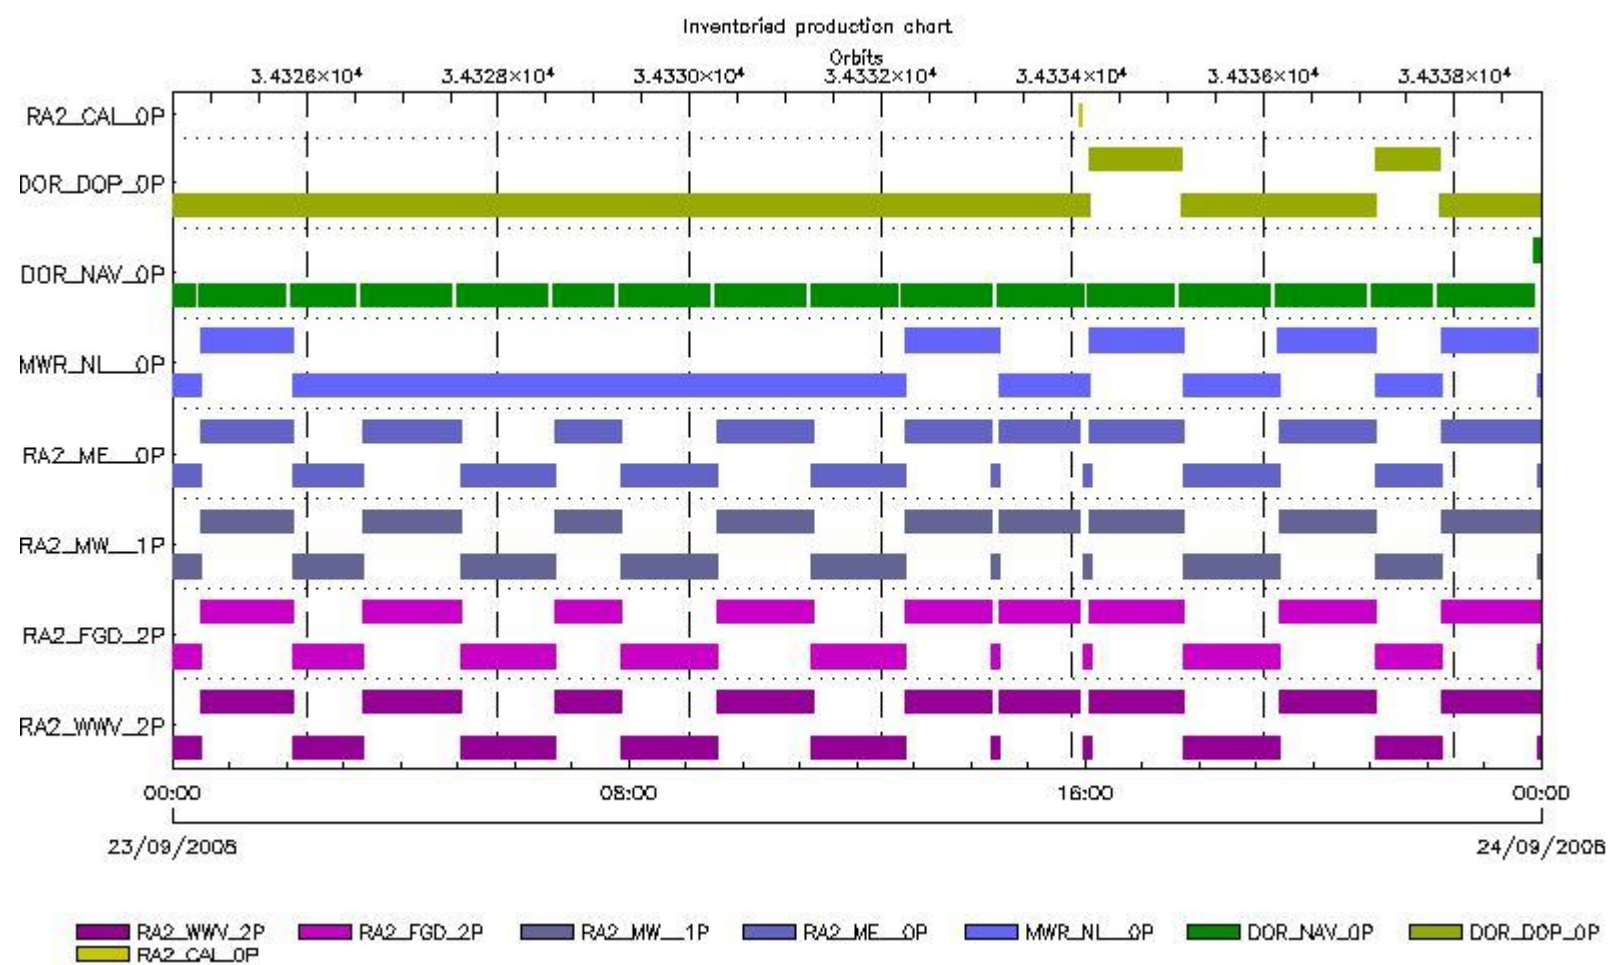 Inventoried production chart
Orbits
3.4326×10⁴ 3.4328×10⁴ 3.4330×10⁴ 3.4332×10⁴ 3.4334×10⁴ 3.4336×10⁴ 3.4338×10⁴
RA2_CAL_0P
DOR_DOP_0P
DOR_NAV_0P
MWR_NL__0P
RA2_ME__0P
RA2_MW__1P
RA2_FGD_2P
RA2_WWV_2P
00:00 08:00 16:00 00:00
23/09/2008 24/09/2008
RA2_WWV_2P RA2_FGD_2P RA2_MW__1P RA2_ME__0P MWR_NL__0P DOR_NAV_0P DOR_DOP_0P
RA2_CAL_0P